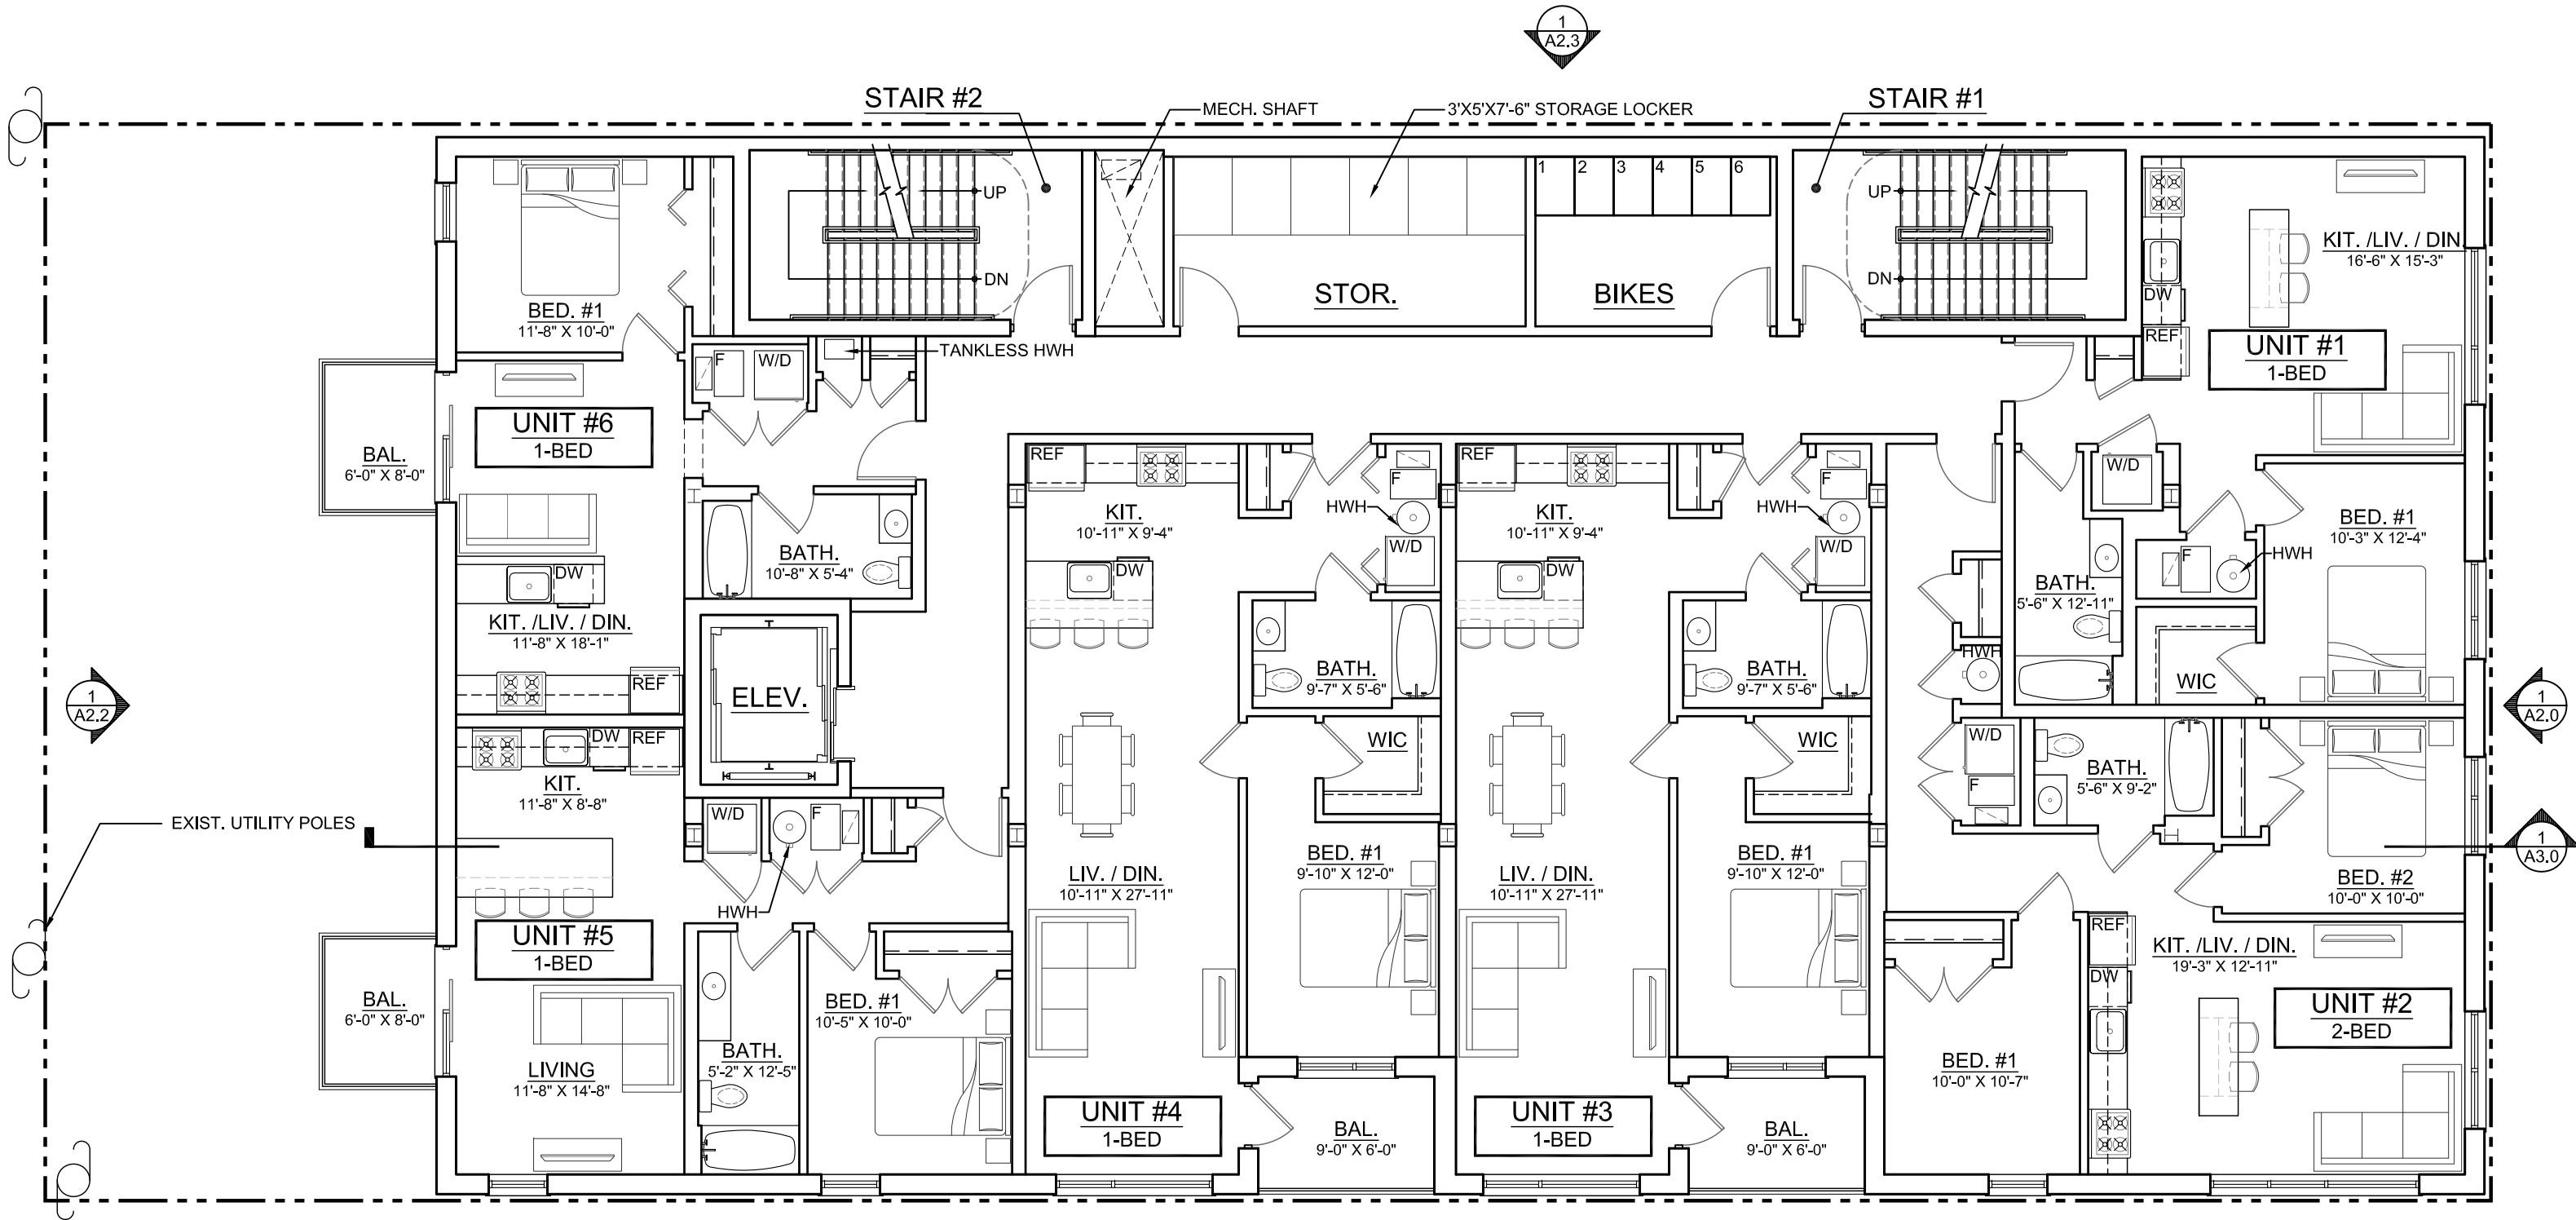 1
A2.3
STAIR #2
MECH. SHAFT
3'X5'X7'-6" STORAGE LOCKER
STAIR #1
UP
DN
STOR.
1
2
3
4
5
6
BIKES
UP
DN
BED. #1
11'-8" X 10'-0"
F
W/D
TANKLESS HWH
UNIT #6
1-BED
BAL.
6'-0" X 8'-0"
BATH.
10'-8" X 5'-4"
DW
KIT. /LIV. / DIN.
11'-8" X 18'-1"
REF
ELEV.
1
A2.2
DW
REF
KIT.
11'-8" X 8'-8"
EXIST. UTILITY POLES
W/D
F
HWH
UNIT #5
1-BED
BAL.
6'-0" X 8'-0"
LIVING
11'-8" X 14'-8"
BATH.
5'-2" X 12'-5"
BED. #1
10'-5" X 10'-0"
REF
KIT.
10'-11" X 9'-4"
DW
F
HWH
W/D
BATH.
9'-7" X 5'-6"
WIC
BED. #1
9'-10" X 12'-0"
LIV. / DIN.
10'-11" X 27'-11"
UNIT #4
1-BED
BAL.
9'-0" X 6'-0"
REF
KIT.
10'-11" X 9'-4"
DW
F
HWH
W/D
BATH.
9'-7" X 5'-6"
WIC
BED. #1
9'-10" X 12'-0"
LIV. / DIN.
10'-11" X 27'-11"
UNIT #3
1-BED
BAL.
9'-0" X 6'-0"
KIT. /LIV. / DIN.
16'-6" X 15'-3"
DW
REF
UNIT #1
1-BED
W/D
BED. #1
10'-3" X 12'-4"
F
HWH
BATH.
5'-6" X 12'-11"
WIC
HWH
1
A2.0
W/D
F
BATH.
5'-6" X 9'-2"
BED. #2
10'-0" X 10'-0"
1
A3.0
REF
KIT. /LIV. / DIN.
19'-3" X 12'-11"
DW
UNIT #2
2-BED
BED. #1
10'-0" X 10'-7"